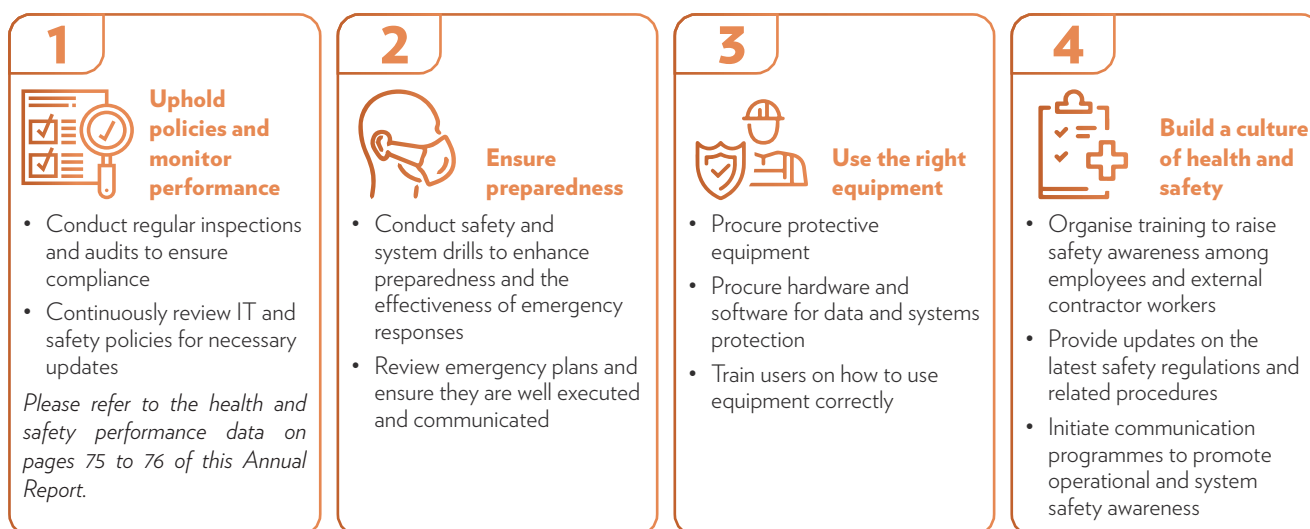 1
Uphold
policies and
monitor
performance
• Conduct regular inspections
and audits to ensure
compliance
• Continuously review IT and
safety policies for necessary
updates
Please refer to the health and
safety performance data on
pages 75 to 76 of this Annual
Report.
2
Ensure
preparedness
• Conduct safety and
system drills to enhance
preparedness and the
effectiveness of emergency
responses
• Review emergency plans and
ensure they are well executed
and communicated
3
Use the right
equipment
• Procure protective
equipment
• Procure hardware and
software for data and systems
protection
• Train users on how to use
equipment correctly
4
Build a culture
of health and
safety
• Organise training to raise
safety awareness among
employees and external
contractor workers
• Provide updates on the
latest safety regulations and
related procedures
• Initiate communication
programmes to promote
operational and system
safety awareness